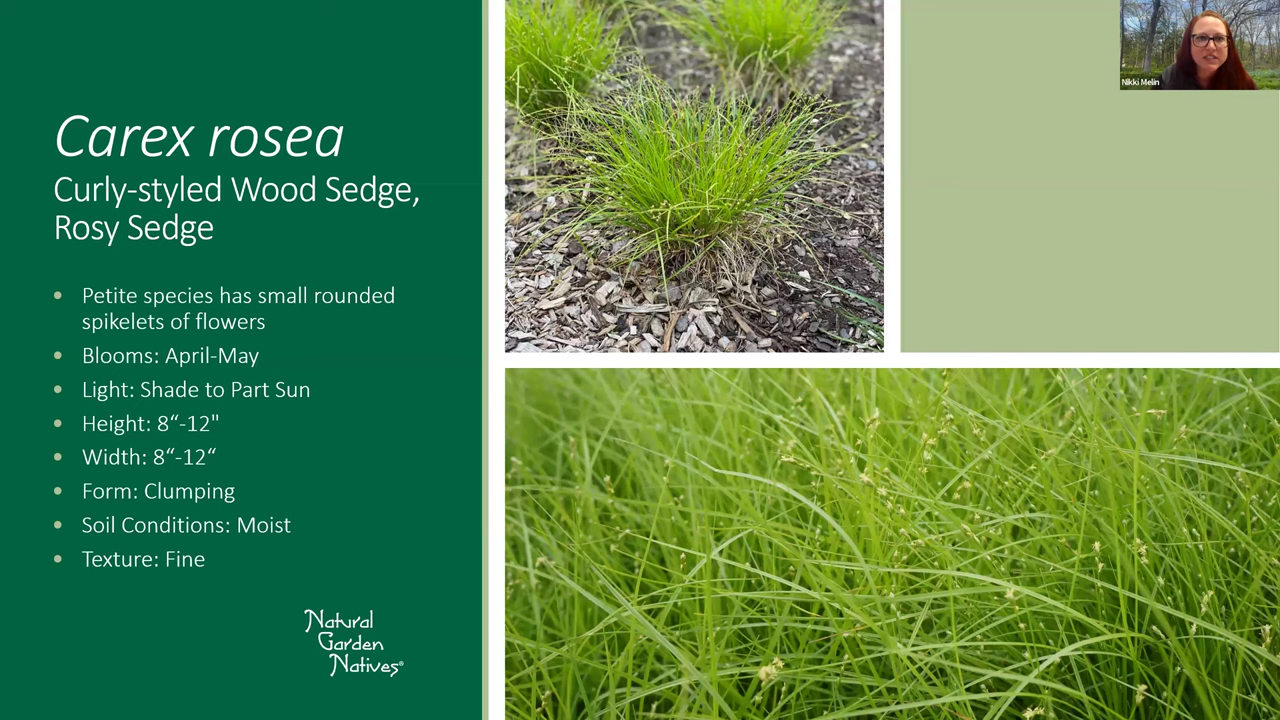 Carex rosea
Curly-styled Wood Sedge,
Rosy Sedge
• Petite species has small rounded
spikelets of flowers
• Blooms: April-May
• Light: Shade to Part Sun
• Height: 8“-12"
• Width: 8“-12“
• Form: Clumping
• Soil Conditions: Moist
• Texture: Fine
Natural
Garden
Natives®
Nikki Melin